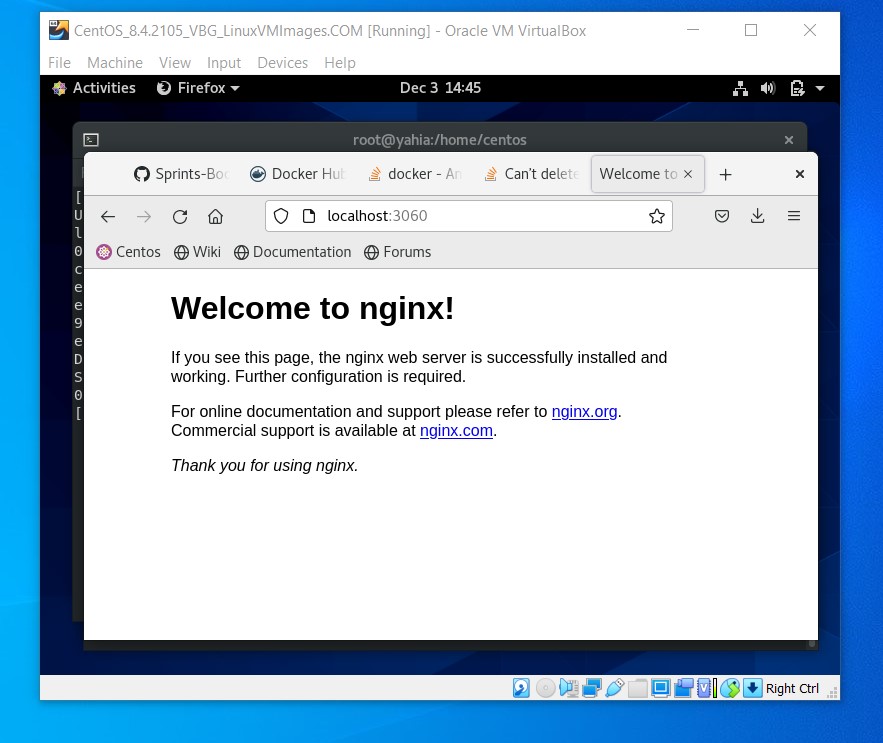 CentOS_8.4.2105_VBG_LinuxVMImages.COM [Running] - Oracle VM VirtualBox
File Machine View Input Devices Help
Activities Firefox Dec 3 14:45
root@yahia:/home/centos
Sprints-Boo Docker Hub docker - An Can't delete Welcome to
localhost:3060
Centos Wiki Documentation Forums
[
U
l
0
c
e
e
9
e
D
S
0
[
Welcome to nginx!
If you see this page, the nginx web server is successfully installed and
working. Further configuration is required.
For online documentation and support please refer to nginx.org.
Commercial support is available at nginx.com.
Thank you for using nginx.
Right Ctrl